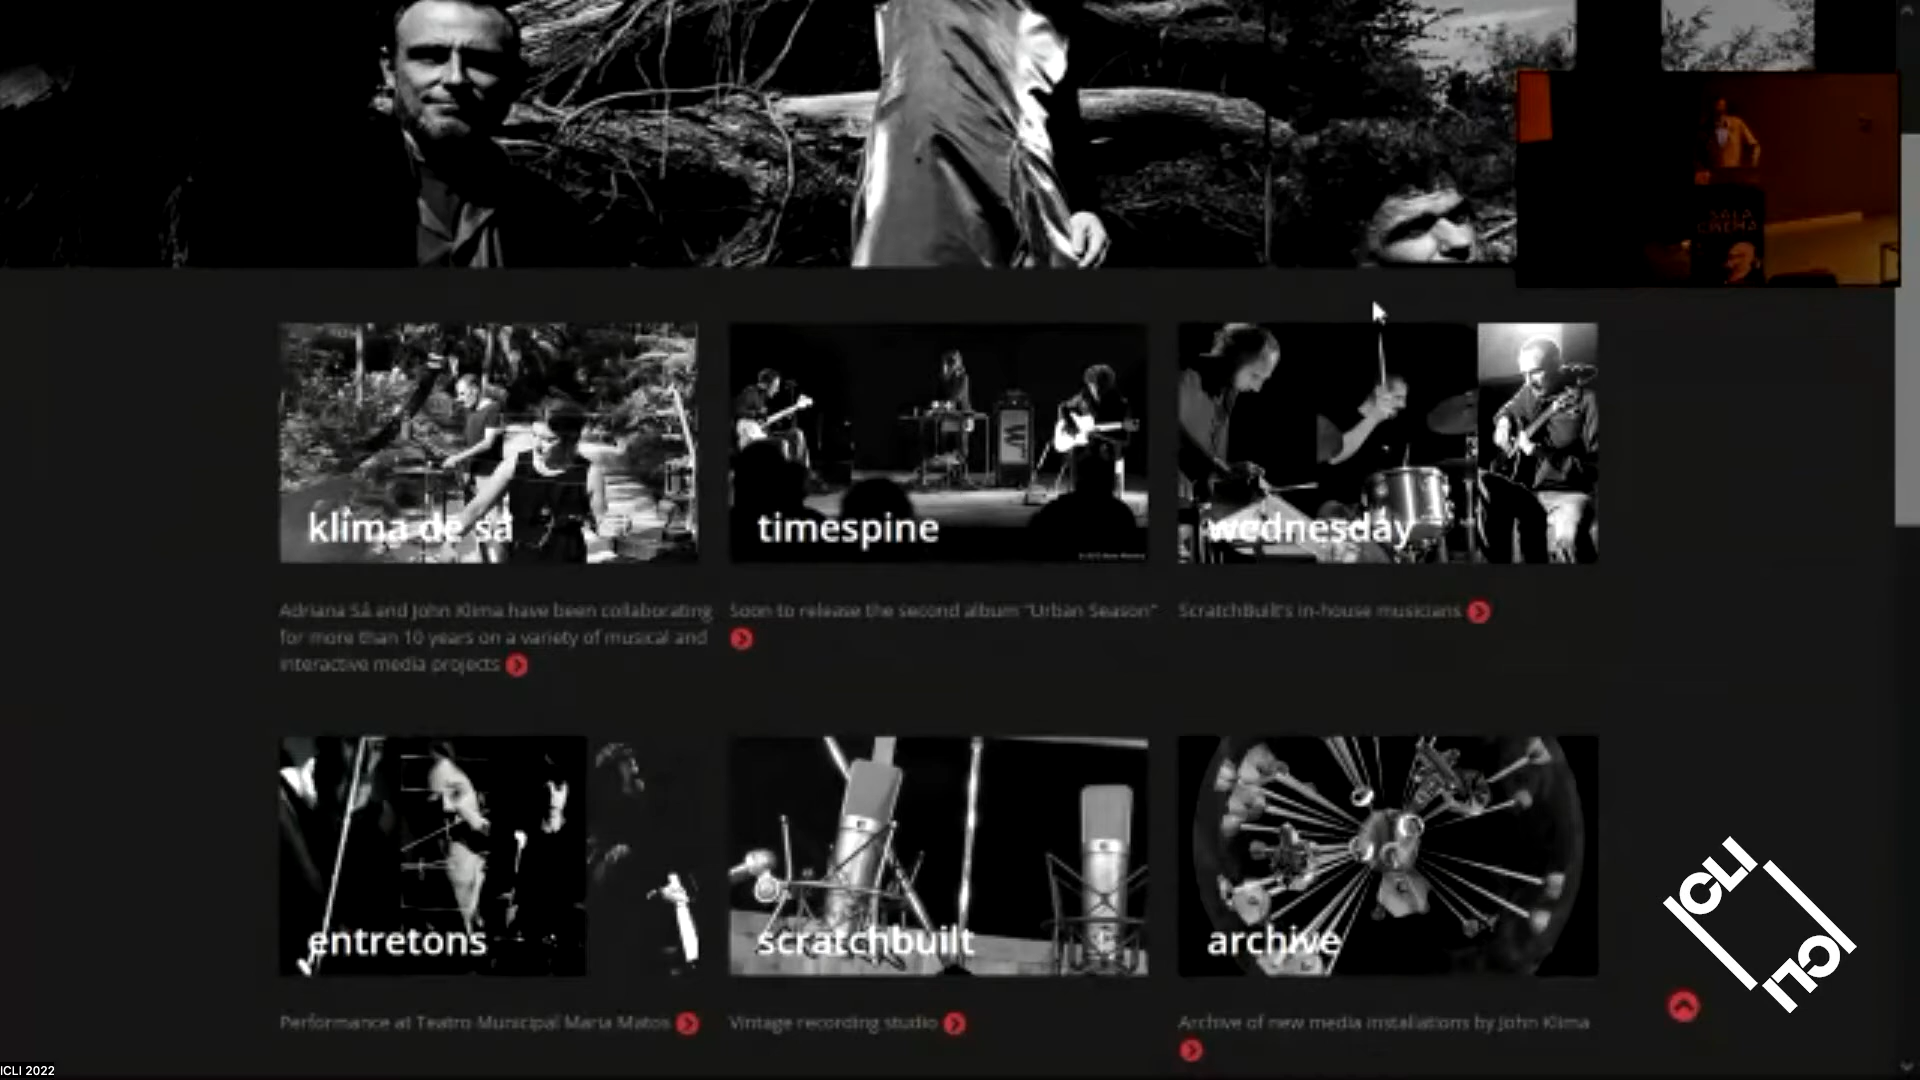 SALA
CINEMA
klima de sá
timespine
wednesday
Adriana Sá and John Klima have been collaborating
for more than 10 years on a variety of musical and
interactive media projects
Soon to release the second album "Urban Season"
ScratchBuilt's in-house musicians
entretons
scratchbuilt
archive
Performance at Teatro Municipal Maria Matos
Vintage recording studio
Archive of new media installations by John Klima
ICLI
ICLI
ICLI 2022